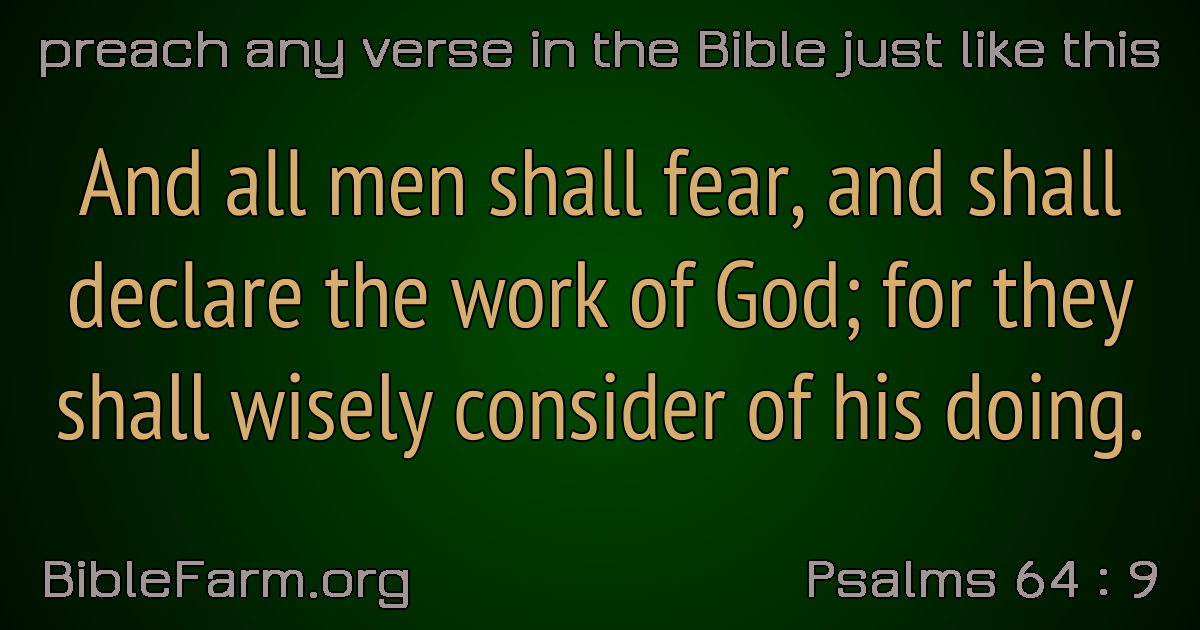 preach any verse in the Bible just like this
And all men shall fear, and shall
declare the work of God; for they
shall wisely consider of his doing.
BibleFarm.org
Psalms 64 : 9